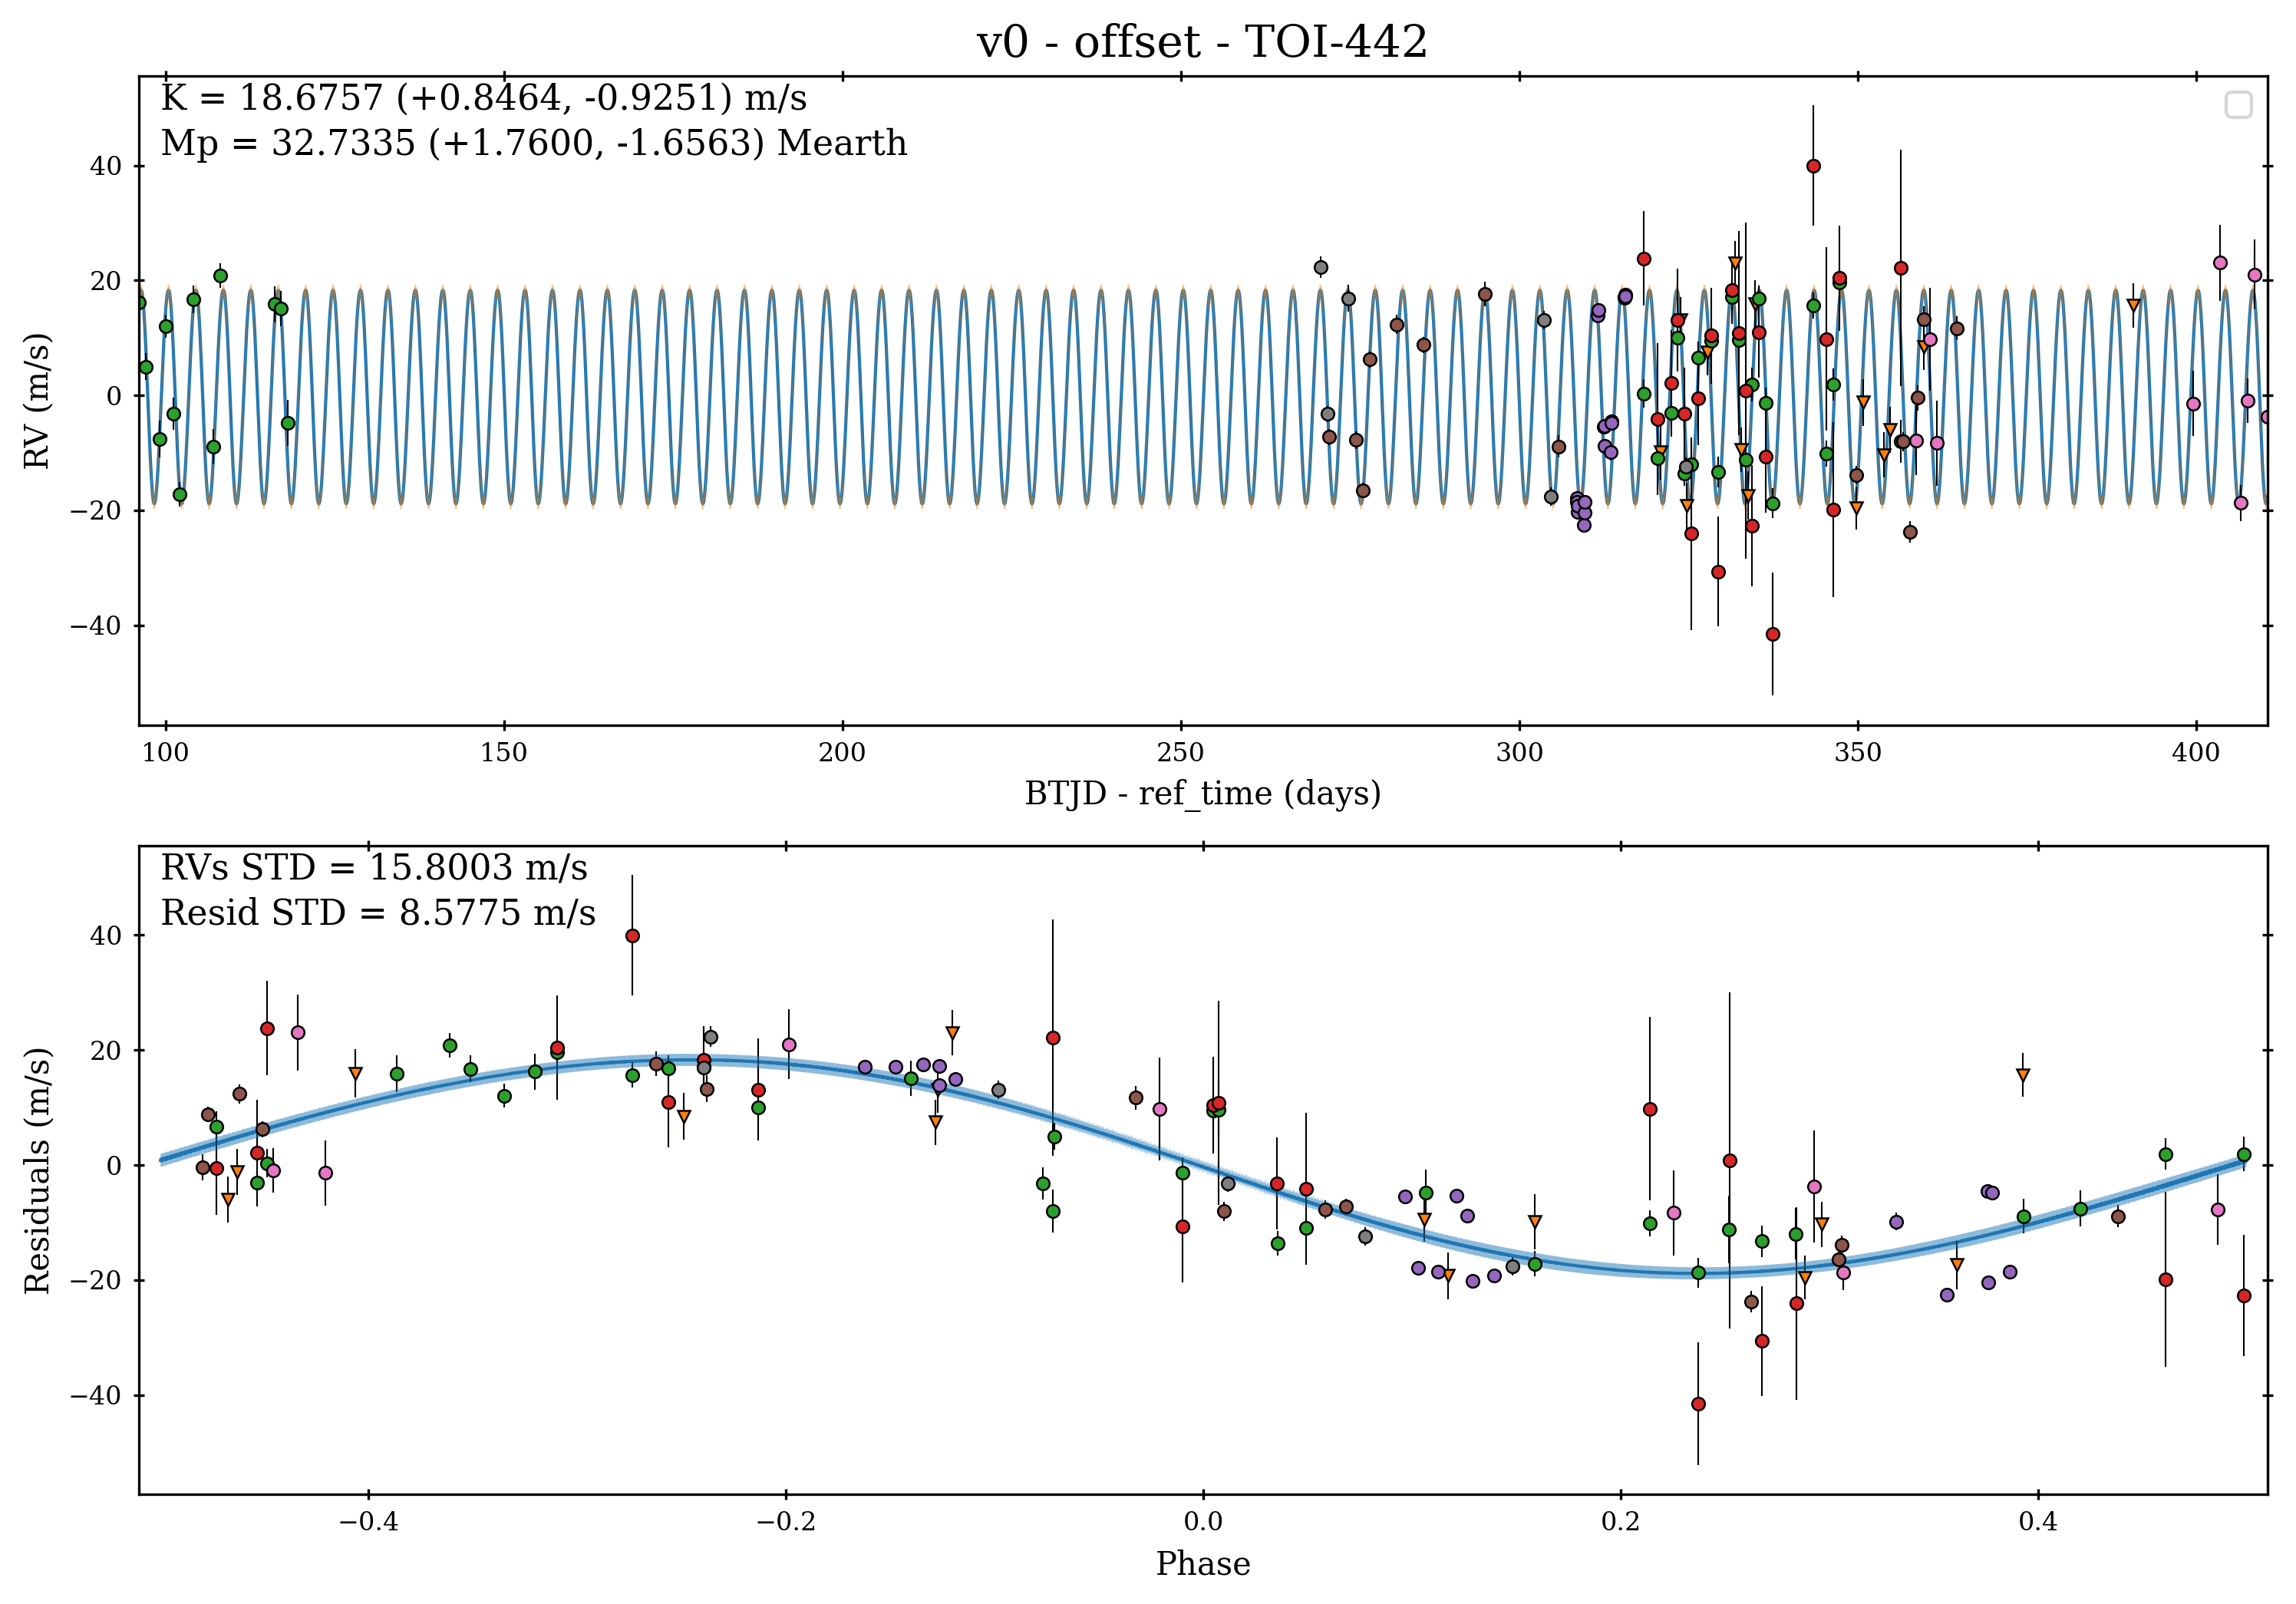 v0 - offset - TOI-442
K = 18.6757 (+0.8464, -0.9251) m/s
Mp = 32.7335 (+1.7600, -1.6563) Mearth
40
20
0
−20
−40
RV (m/s)
100 150 200 250 300 350 400
BTJD - ref_time (days)
RVs STD = 15.8003 m/s
Resid STD = 8.5775 m/s
40
20
0
−20
−40
Residuals (m/s)
−0.4 −0.2 0.0 0.2 0.4
Phase